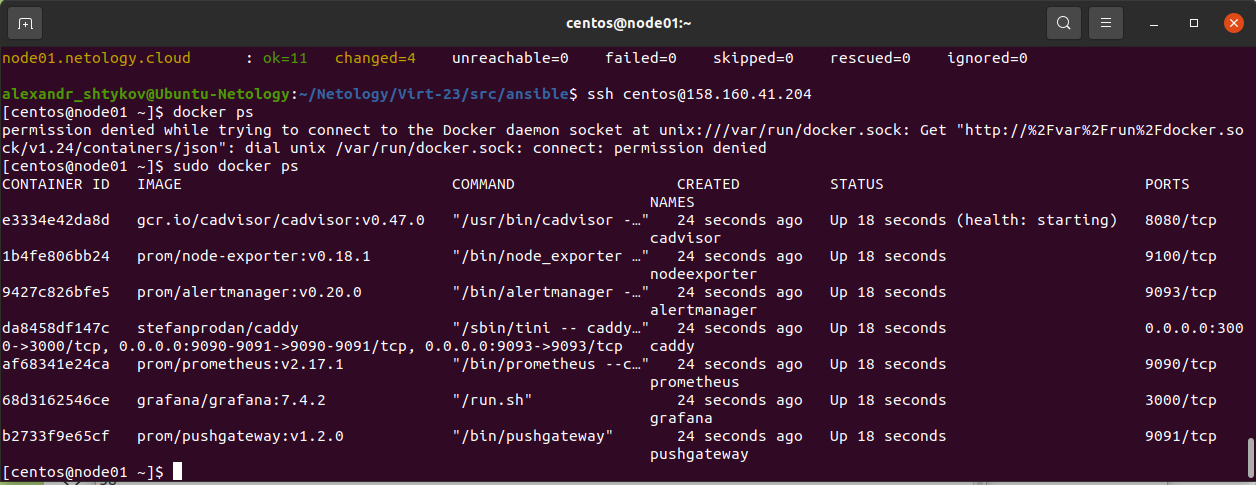 centos@node01:~
node01.netology.cloud      : ok=11   changed=4    unreachable=0    failed=0    skipped=0    rescued=0    ignored=0
alexandr_shtykov@Ubuntu-Netology:~/Netology/Virt-23/src/ansible$ ssh centos@158.160.41.204
[centos@node01 ~]$ docker ps
permission denied while trying to connect to the Docker daemon socket at unix:///var/run/docker.sock: Get "http://%2Fvar%2Frun%2Fdocker.so
ck/v1.24/containers/json": dial unix /var/run/docker.sock: connect: permission denied
[centos@node01 ~]$ sudo docker ps
CONTAINER ID   IMAGE                              COMMAND                  CREATED          STATUS                             PORTS
NAMES
e3334e42da8d   gcr.io/cadvisor/cadvisor:v0.47.0   "/usr/bin/cadvisor -…"   24 seconds ago   Up 18 seconds (health: starting)   8080/tcp
cadvisor
1b4fe806bb24   prom/node-exporter:v0.18.1         "/bin/node_exporter …"   24 seconds ago   Up 18 seconds                      9100/tcp
nodeexporter
9427c826bfe5   prom/alertmanager:v0.20.0          "/bin/alertmanager -…"   24 seconds ago   Up 18 seconds                      9093/tcp
alertmanager
da8458df147c   stefanprodan/caddy                 "/sbin/tini -- caddy…"   24 seconds ago   Up 18 seconds                      0.0.0.0:300
0->3000/tcp, 0.0.0.0:9090-9091->9090-9091/tcp, 0.0.0.0:9093->9093/tcp   caddy
af68341e24ca   prom/prometheus:v2.17.1            "/bin/prometheus --c…"   24 seconds ago   Up 18 seconds                      9090/tcp
prometheus
68d3162546ce   grafana/grafana:7.4.2              "/run.sh"                24 seconds ago   Up 18 seconds                      3000/tcp
grafana
b2733f9e65cf   prom/pushgateway:v1.2.0            "/bin/pushgateway"       24 seconds ago   Up 18 seconds                      9091/tcp
pushgateway
[centos@node01 ~]$